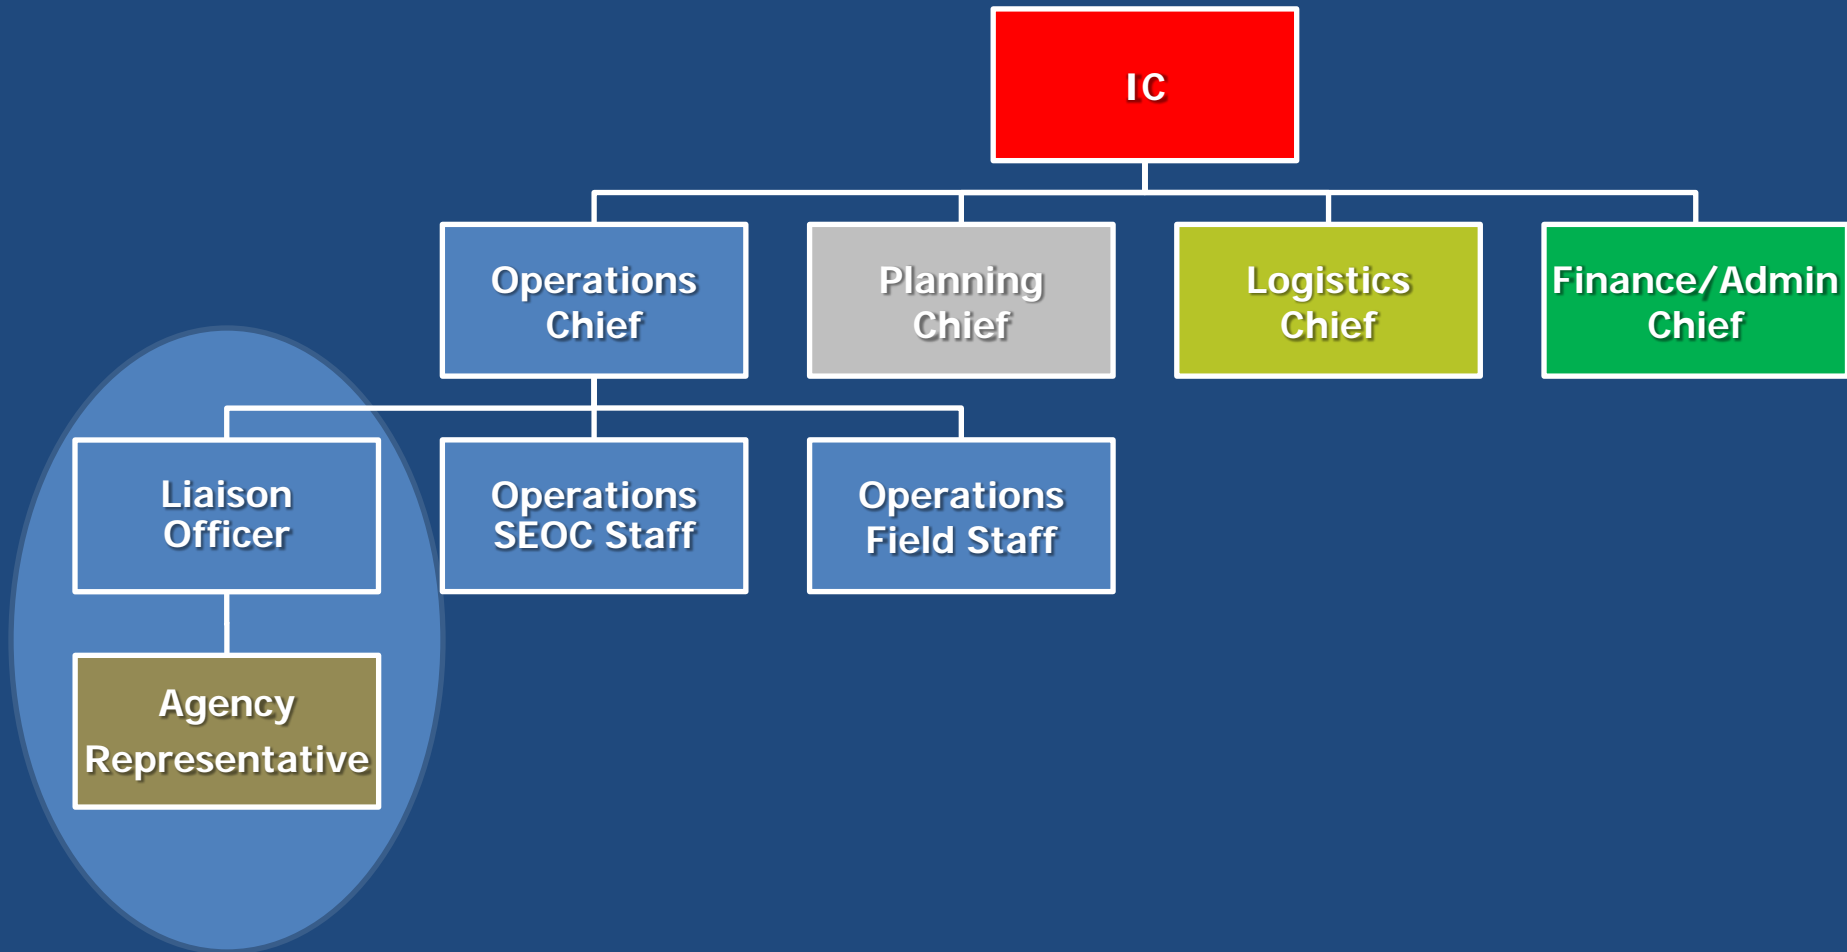 IC
Operations
Chief
Planning
Chief
Logistics
Chief
Finance/Admin
Chief
Liaison
Officer
Operations
SEOC Staff
Operations
Field Staff
Agency
Representative